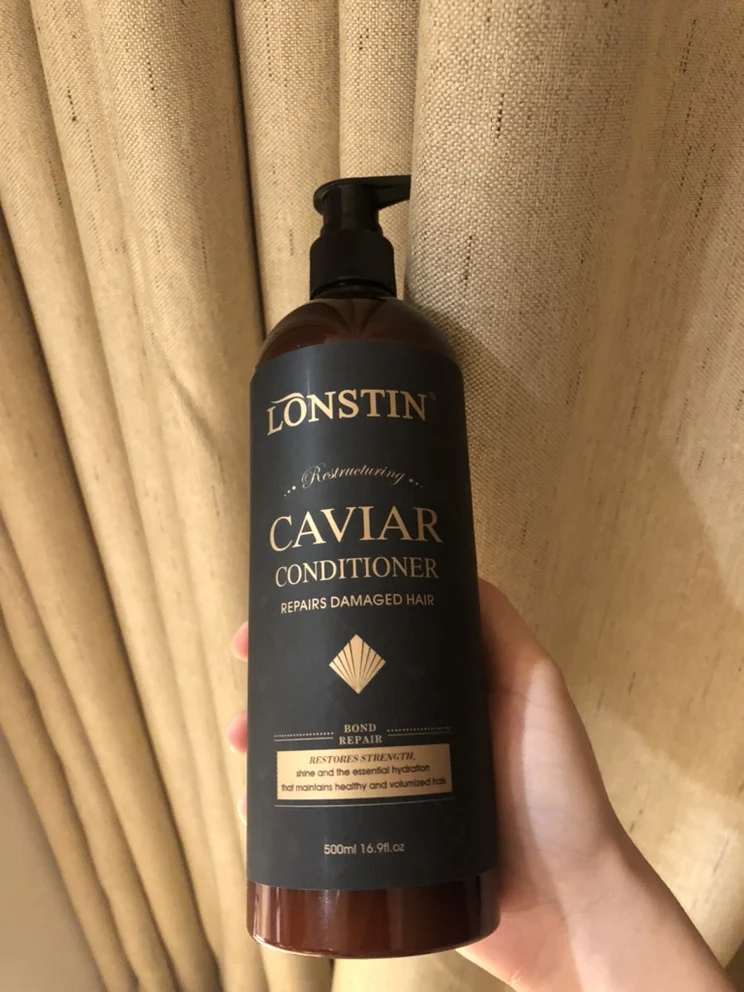 LONSTIN
Restructuring
CAVIAR
CONDITIONER
REPAIRS DAMAGED HAIR
BOND
REPAIR
RESTORES STRENGTH,
shine and the essential hydration
that maintains healthy and volumized hair
500ml 16.9fl.oz